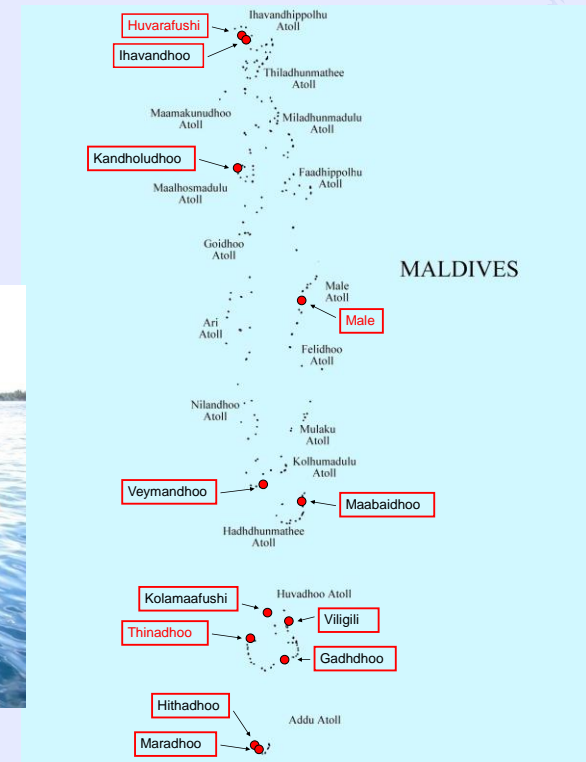 Huvarafushi
Ihavandhippolhu
Atoll
Ihavandhoo
Thiladhunmathee
Atoll
Maamakunudhoo
Atoll
Miladhunmadulu
Atoll
Kandholudhoo
Faadhippolhu
Atoll
Maalhosmadulu
Atoll
Goidhoo
Atoll
MALDIVES
Male
Atoll
Male
Ari
Atoll
Felidhoo
Atoll
Nilandhoo
Atoll
Mulaku
Atoll
Kolhumadulu
Atoll
Veymandhoo
Maabaidhoo
Hadhdhunmathee
Atoll
Kolamaafushi
Huvadhoo Atoll
Viligili
Thinadhoo
Gadhdhoo
Hithadhoo
Addu Atoll
Maradhoo